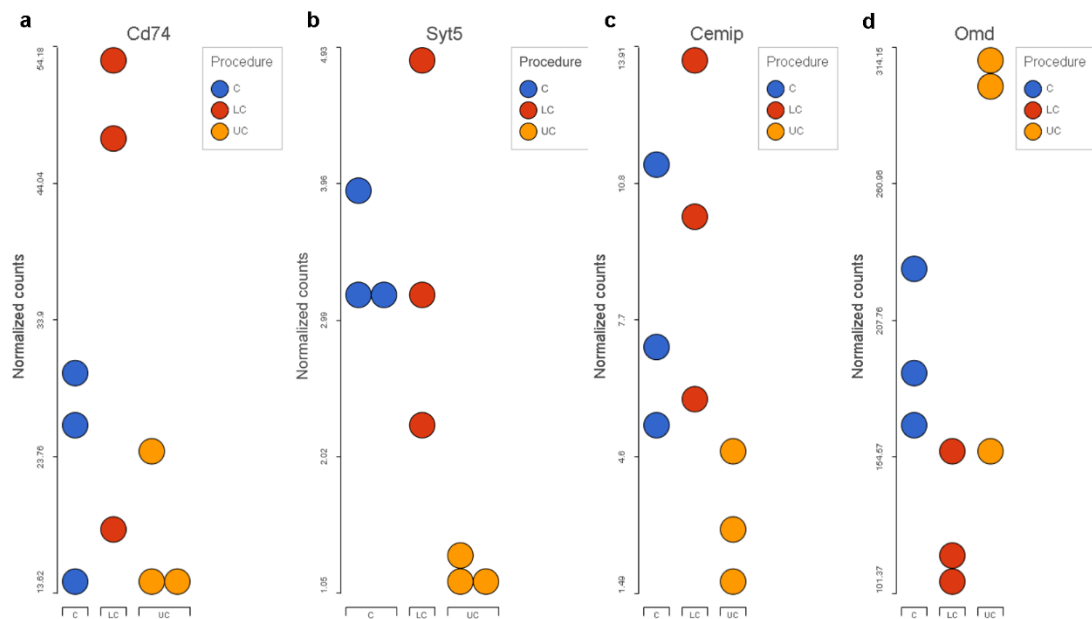 a
Cd74
Normalized counts
54.18
44.04
33.9
23.76
13.62
Procedure
C
LC
UC
C
LC
UC
b
Syt5
Normalized counts
4.93
3.96
2.99
2.02
1.05
Procedure
C
LC
UC
C
LC
UC
c
Cemip
Normalized counts
13.91
10.8
7.7
4.6
1.49
Procedure
C
LC
UC
C
LC
UC
d
Omd
Normalized counts
314.15
260.96
207.76
154.57
101.37
Procedure
C
LC
UC
C
LC
UC